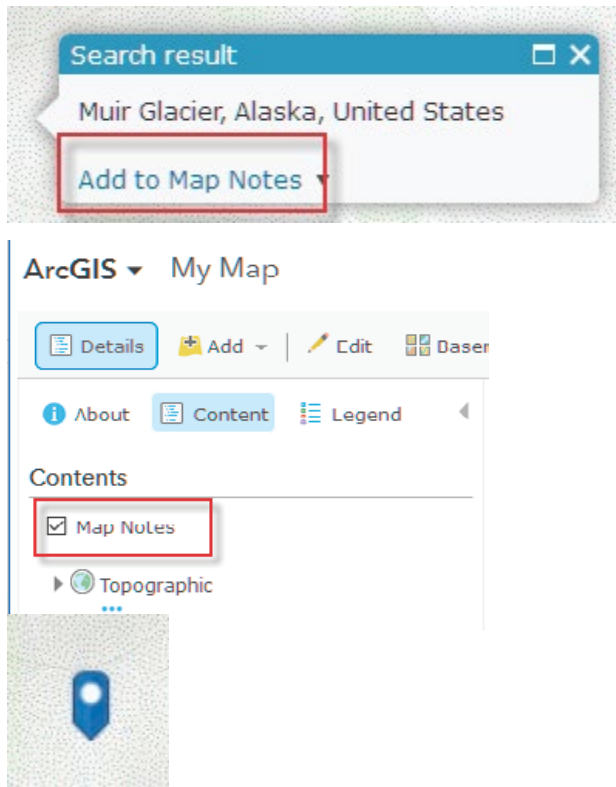 Search result
Muir Glacier, Alaska, United States
Add to Map Notes
ArcGIS My Map
Details Add Edit Baser
About Content Legend
Contents
Map Notes
Topographic